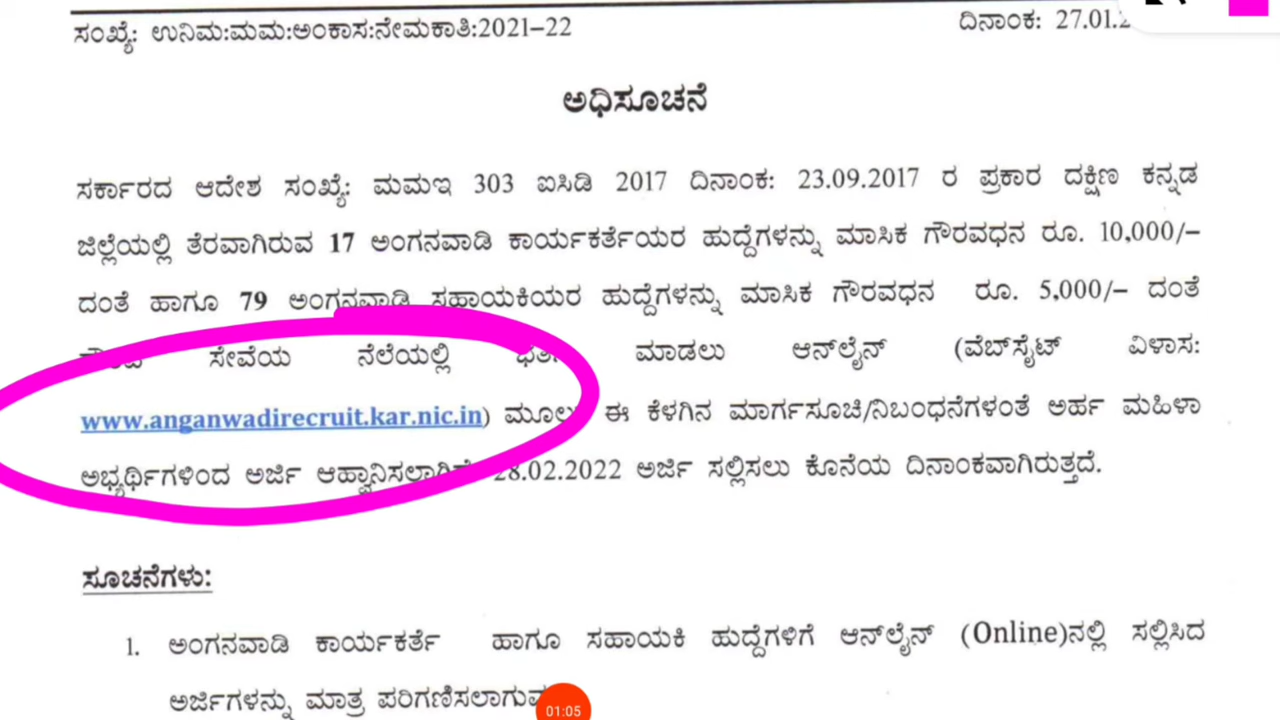 ಸಂಖ್ಯೆ: ಉನಿಮ:ಮಮ:ಅಂಕಾಸ:ನೇಮಕಾತಿ:2021-22 ದಿನಾಂಕ: 27.01.2
ಅಧಿಸೂಚನೆ
ಸರ್ಕಾರದ ಆದೇಶ ಸಂಖ್ಯೆ: ಮಮಇ 303 ಐಸಿಡಿ 2017 ದಿನಾಂಕ: 23.09.2017 ರ ಪ್ರಕಾರ ದಕ್ಷಿಣ ಕನ್ನಡ
ಜಿಲ್ಲೆಯಲ್ಲಿ ತೆರವಾಗಿರುವ 17 ಅಂಗನವಾಡಿ ಕಾರ್ಯಕರ್ತೆಯರ ಹುದ್ದೆಗಳನ್ನು ಮಾಸಿಕ ಗೌರವಧನ ರೂ. 10,000/-
ದಂತೆ ಹಾಗೂ 79 ಅಂಗನವಾಡಿ ಸಹಾಯಕಿಯರ ಹುದ್ದೆಗಳನ್ನು ಮಾಸಿಕ ಗೌರವಧನ ರೂ. 5,000/- ದಂತೆ
ಸೇವೆಯ ನೆಲೆಯಲ್ಲಿ ಮಾಡಲು ಆನ್‌ಲೈನ್ (ವೆಬ್‌ಸೈಟ್ ವಿಳಾಸ:
www.anganwadirecruit.kar.nic.in) ಈ ಕೆಳಗಿನ ಮಾರ್ಗಸೂಚಿ/ನಿಬಂಧನೆಗಳಂತೆ ಅರ್ಹ ಮಹಿಳಾ
ಅಭ್ಯರ್ಥಿಗಳಿಂದ ಅರ್ಜಿ 28.02.2022 ಅರ್ಜಿ ಸಲ್ಲಿಸಲು ಕೊನೆಯ ದಿನಾಂಕವಾಗಿರುತ್ತದೆ.
ಸೂಚನೆಗಳು:
1. ಅಂಗನವಾಡಿ ಕಾರ್ಯಕರ್ತೆ ಹಾಗೂ ಸಹಾಯಕಿ ಹುದ್ದೆಗಳಿಗೆ ಆನ್‌ಲೈನ್ (Online)ನಲ್ಲಿ ಸಲ್ಲಿಸಿದ
ಅರ್ಜಿಗಳನ್ನು ಮಾತ್ರ
01:05